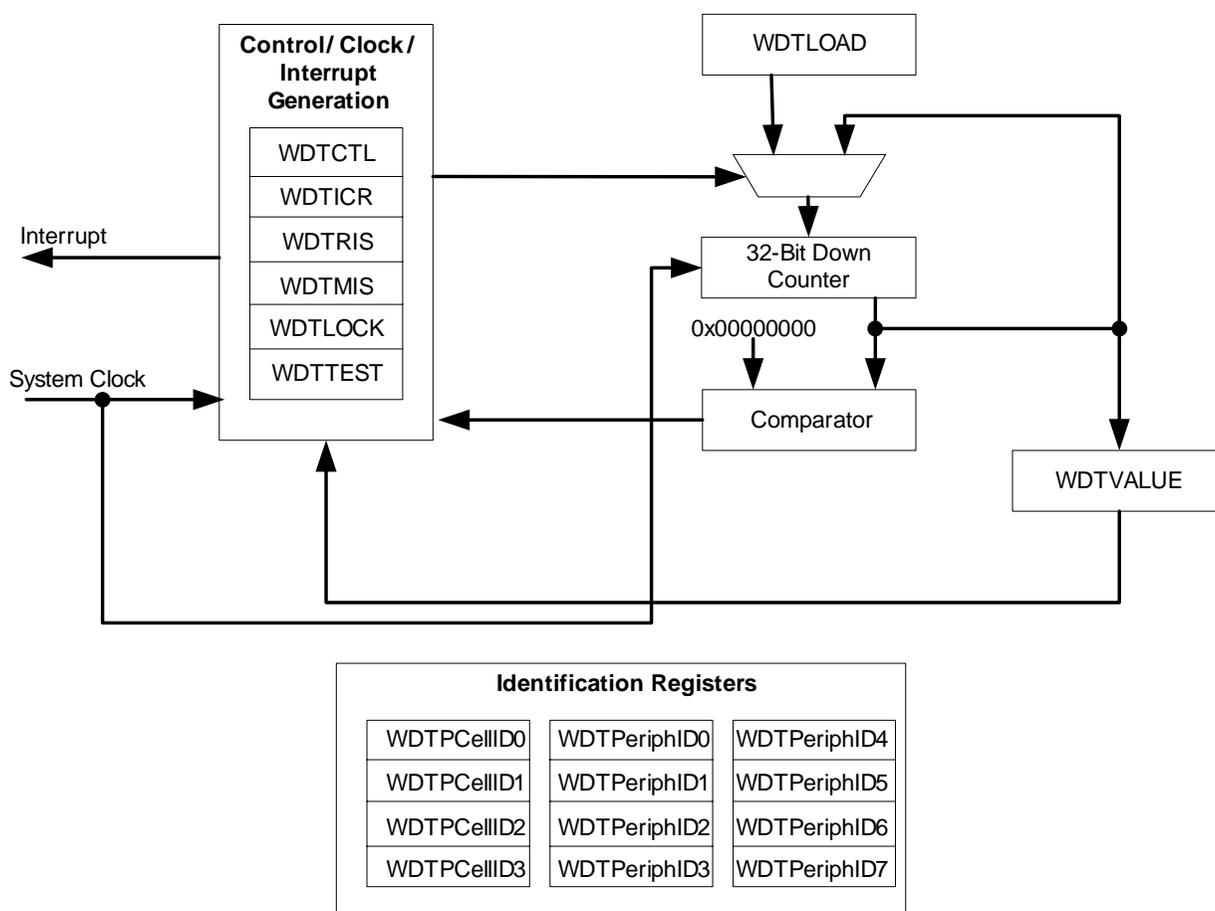 Control/ Clock /
Interrupt
Generation
WDTCTL
WDTICR
WDTRIS
WDTMIS
WDTLOCK
WDTTEST
Interrupt
System Clock
WDTLOAD
32-Bit Down
Counter
0x00000000
Comparator
WDTVALUE
Identification Registers
WDTPCellID0
WDTPeriphID0
WDTPeriphID4
WDTPCellID1
WDTPeriphID1
WDTPeriphID5
WDTPCellID2
WDTPeriphID2
WDTPeriphID6
WDTPCellID3
WDTPeriphID3
WDTPeriphID7